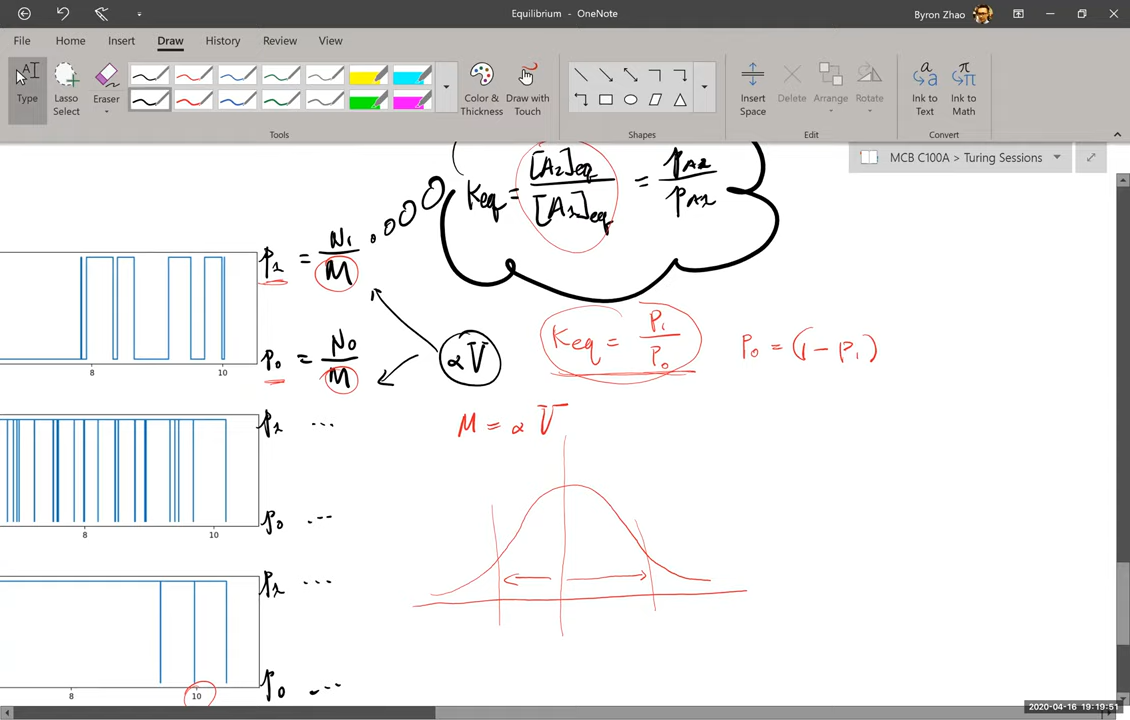 Equilibrium - OneNote
Byron Zhao
File Home Insert Draw History Review View
Type
Lasso Select
Eraser
Color & Thickness
Draw with Touch
Insert Space
Delete
Arrange
Rotate
Ink to Text
Ink to Math
Tools
Shapes
Edit
Convert
MCB C100A > Turing Sessions
Keq = [A2]eq / [A1]eq = PA2 / PA1
P1 = N1 / M
8 10
P0 = N0 / M
αV
Keq = P1 / P0
P0 = (1 - P1)
M = αV
P1 ...
P0 ...
8 10
P1 ...
P0 ...
8 10
2020-04-16 19:19:51